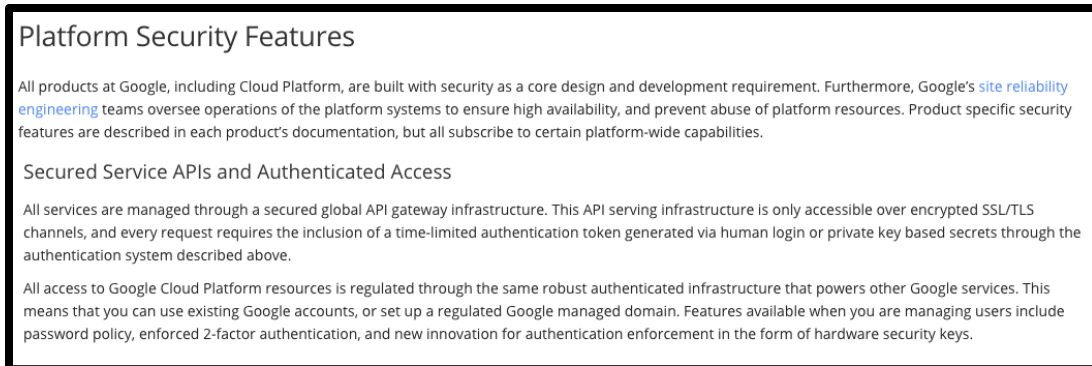 Platform Security Features
All products at Google, including Cloud Platform, are built with security as a core design and development requirement. Furthermore, Google's site reliability
engineering teams oversee operations of the platform systems to ensure high availability, and prevent abuse of platform resources. Product specific security
features are described in each product's documentation, but all subscribe to certain platform-wide capabilities.
Secured Service APIs and Authenticated Access
All services are managed through a secured global API gateway infrastructure. This API serving infrastructure is only accessible over encrypted SSL/TLS
channels, and every request requires the inclusion of a time-limited authentication token generated via human login or private key based secrets through the
authentication system described above.
All access to Google Cloud Platform resources is regulated through the same robust authenticated infrastructure that powers other Google services. This
means that you can use existing Google accounts, or set up a regulated Google managed domain. Features available when you are managing users include
password policy, enforced 2-factor authentication, and new innovation for authentication enforcement in the form of hardware security keys.